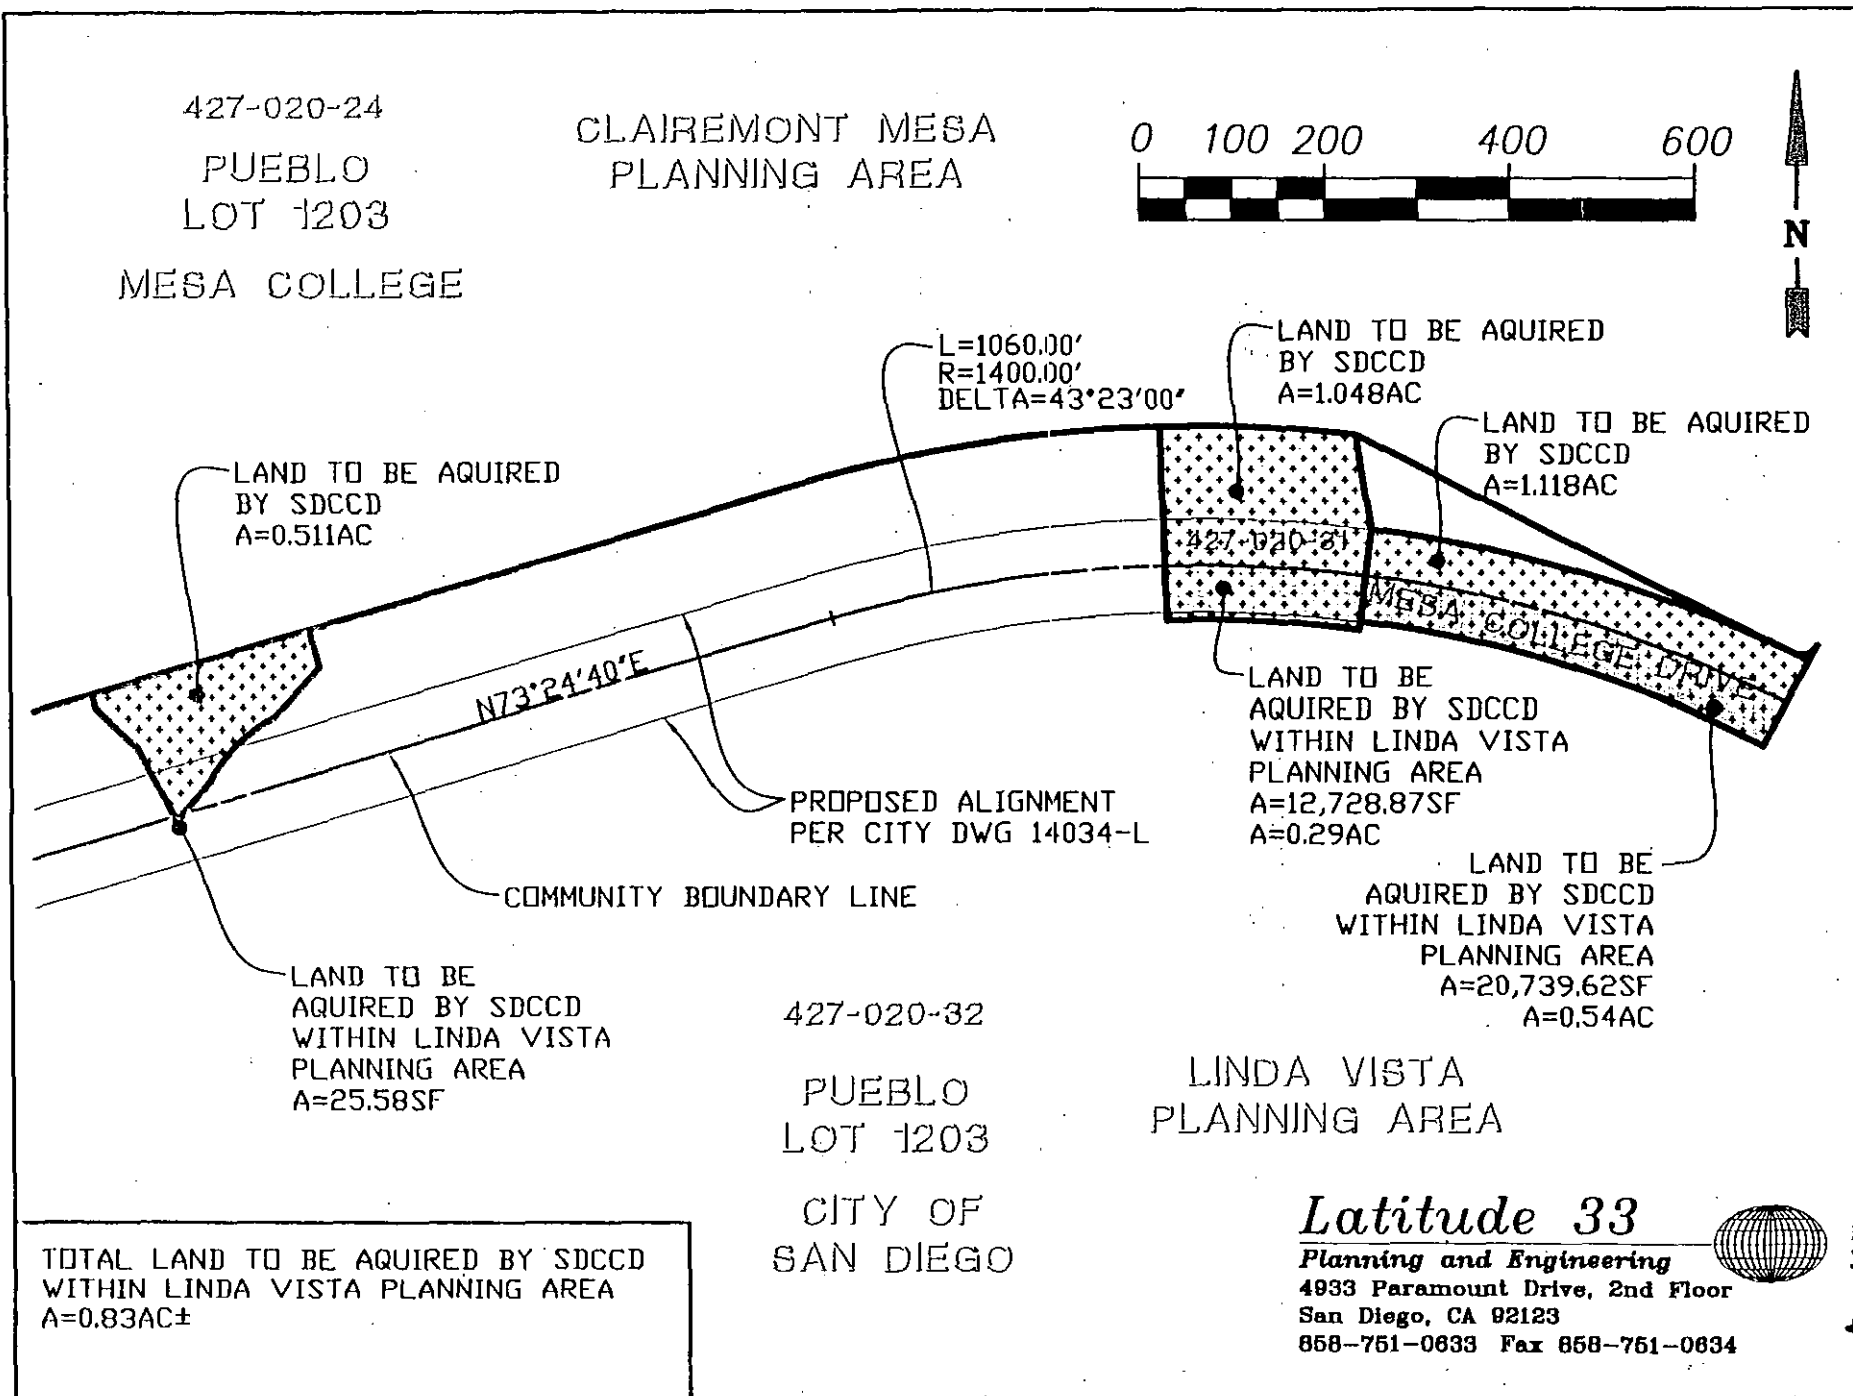 427-020-24
PUEBLO
LOT 1203
MESA COLLEGE
CLAIREMONT MESA
PLANNING AREA
0 100 200 400 600
N
L=1060.00'
R=1400.00'
DELTA=43°23'00"
LAND TO BE AQUIRED
BY SDCCD
A=1.048AC
LAND TO BE AQUIRED
BY SDCCD
A=1.118AC
LAND TO BE AQUIRED
BY SDCCD
A=0.511AC
427-020-31
MESA COLLEGE DRIVE
N73°24'40"E
LAND TO BE
AQUIRED BY SDCCD
WITHIN LINDA VISTA
PLANNING AREA
A=12,728.87SF
A=0.29AC
PROPOSED ALIGNMENT
PER CITY DWG 14034-L
COMMUNITY BOUNDARY LINE
LAND TO BE
AQUIRED BY SDCCD
WITHIN LINDA VISTA
PLANNING AREA
A=20,739.62SF
A=0.54AC
LAND TO BE
AQUIRED BY SDCCD
WITHIN LINDA VISTA
PLANNING AREA
A=25.58SF
427-020-32
PUEBLO
LOT 1203
CITY OF
SAN DIEGO
LINDA VISTA
PLANNING AREA
TOTAL LAND TO BE AQUIRED BY SDCCD
WITHIN LINDA VISTA PLANNING AREA
A=0.83AC±
Latitude 33
Planning and Engineering
4933 Paramount Drive, 2nd Floor
San Diego, CA 92123
858-751-0633 Fax 858-751-0634